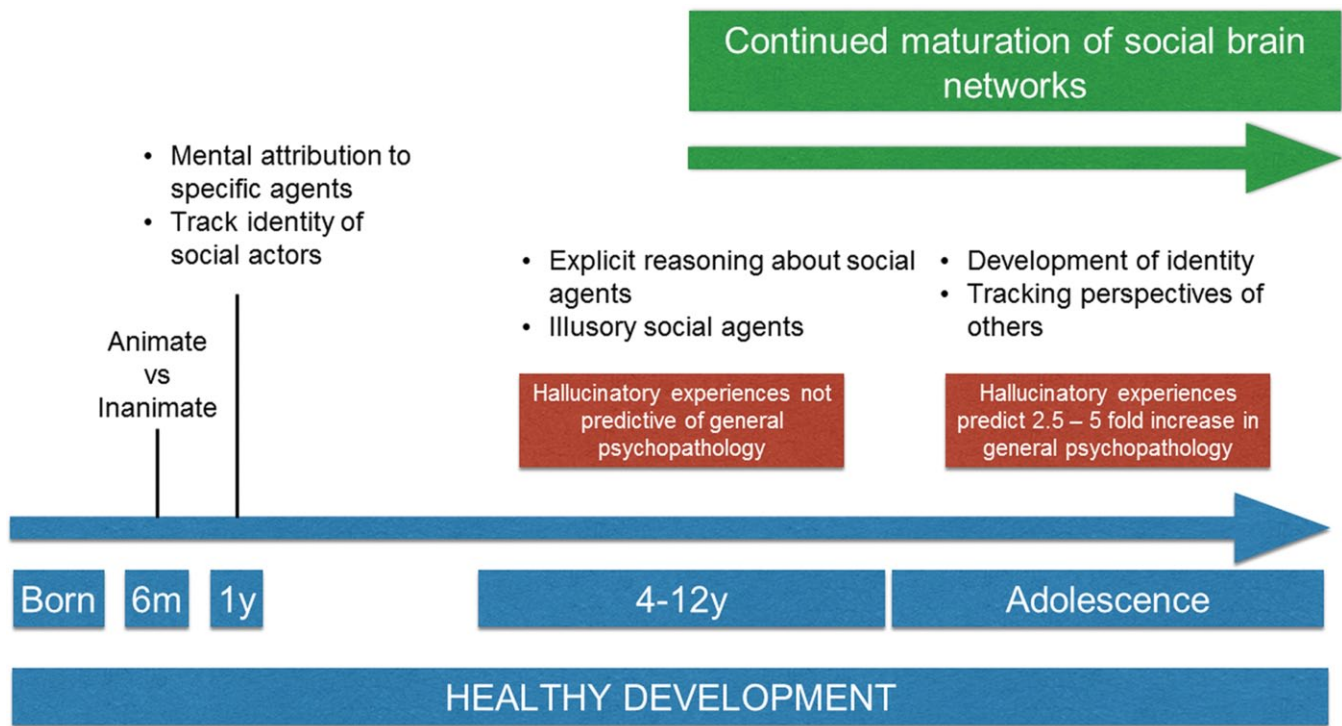 Continued maturation of social brain
networks
• Mental attribution to
specific agents
• Track identity of
social actors
Animate
vs
Inanimate
• Explicit reasoning about social
agents
• Illusory social agents
• Development of identity
• Tracking perspectives of
others
Hallucinatory experiences not
predictive of general
psychopathology
Hallucinatory experiences
predict 2.5 – 5 fold increase in
general psychopathology
Born
6m
1y
4-12y
Adolescence
HEALTHY DEVELOPMENT